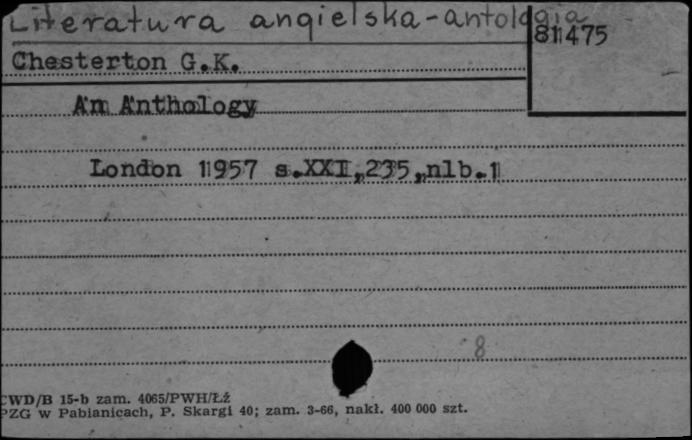 Literatura angielska-antologia
81475
Chesterton G.K.
An Anthology
London 1957 s.XXI,235,nlb.1
8
CWD/B 15-b zam. 4065/PWH/Łż
PZG w Pabianicach, P. Skargi 40; zam. 3-66, nakł. 400 000 szt.